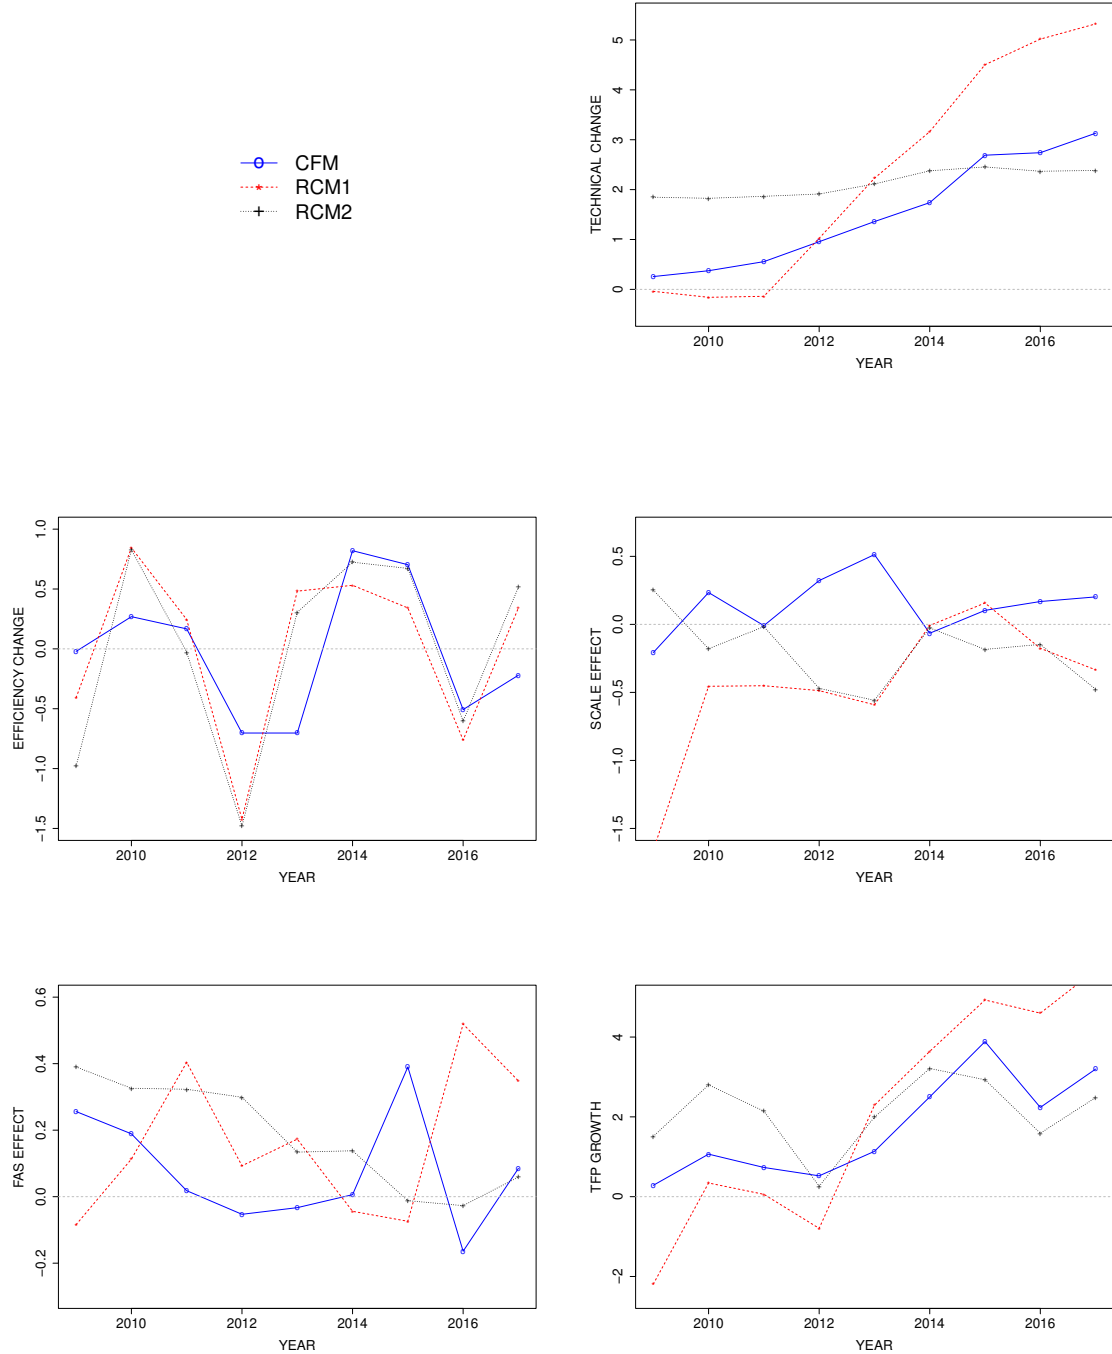 CFM
RCM1
RCM2
TECHNICAL CHANGE
5
4
3
2
1
0
2010 2012 2014 2016
YEAR
EFFICIENCY CHANGE
1.0
0.5
0.0
−0.5
−1.0
−1.5
2010 2012 2014 2016
YEAR
SCALE EFFECT
0.5
0.0
−0.5
−1.0
−1.5
2010 2012 2014 2016
YEAR
FAS EFFECT
0.6
0.4
0.2
0.0
−0.2
2010 2012 2014 2016
YEAR
TFP GROWTH
4
2
0
−2
2010 2012 2014 2016
YEAR